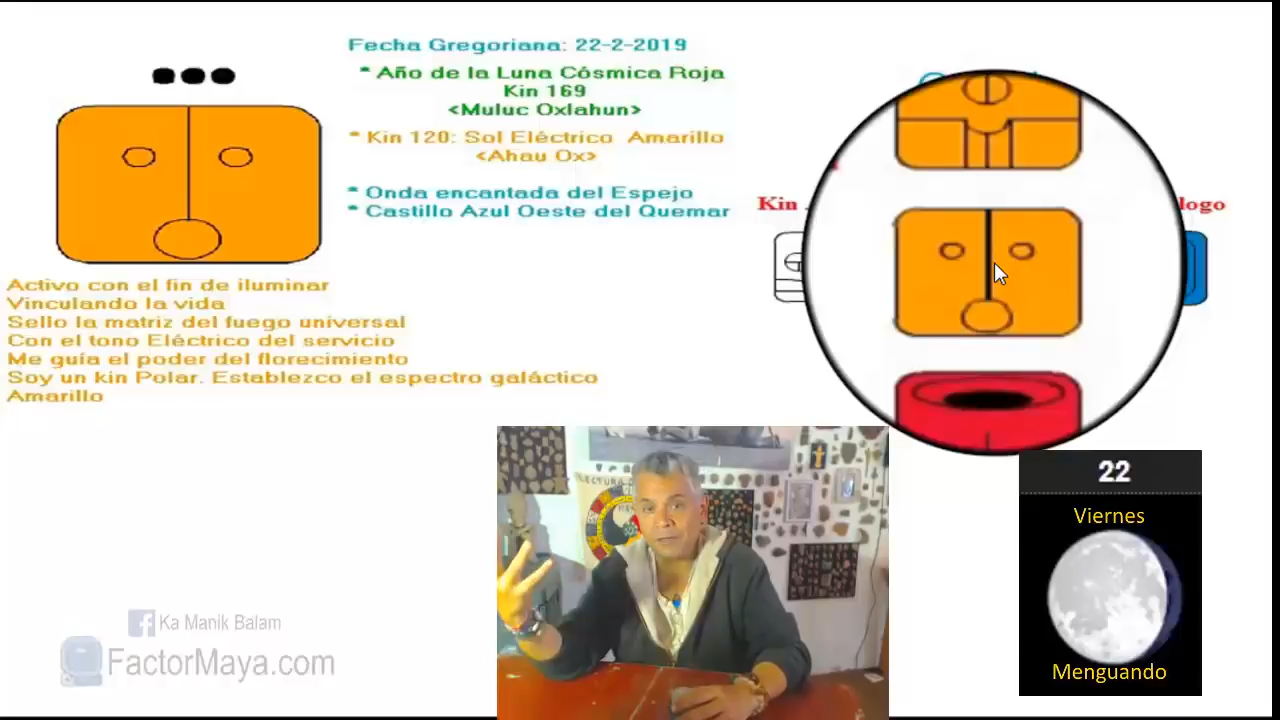 Fecha Gregoriana: 22-2-2019
* Año de la Luna Cósmica Roja
Kin 169
<Muluc Oxlahun>
* Kin 120: Sol Eléctrico Amarillo
<Ahau Ox>
* Onda encantada del Espejo
* Castillo Azul Oeste del Quemar
Activo con el fin de iluminar
Vinculando la vida
Sello la matriz del fuego universal
Con el tono Eléctrico del servicio
Me guía el poder del florecimiento
Soy un kin Polar. Establezco el espectro galáctico
Amarillo
Kin
logo
22
Viernes
Menguando
Ka Manik Balam
FactorMaya.com